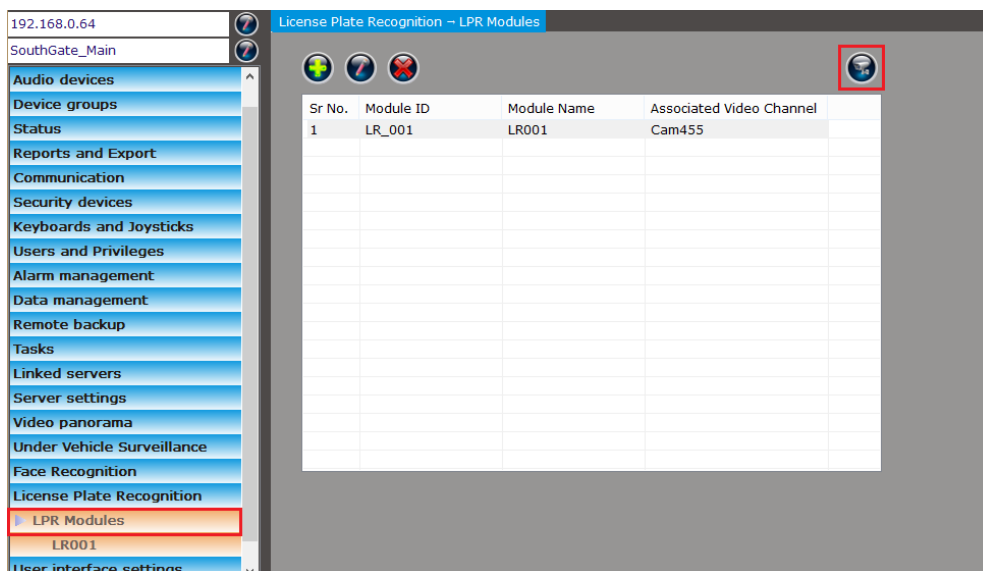 192.168.0.64
SouthGate_Main
Audio devices
Device groups
Status
Reports and Export
Communication
Security devices
Keyboards and Joysticks
Users and Privileges
Alarm management
Data management
Remote backup
Tasks
Linked servers
Server settings
Video panorama
Under Vehicle Surveillance
Face Recognition
License Plate Recognition
LPR Modules
LR001
User interface settings
License Plate Recognition → LPR Modules
Sr No. Module ID Module Name Associated Video Channel
1 LR_001 LR001 Cam455